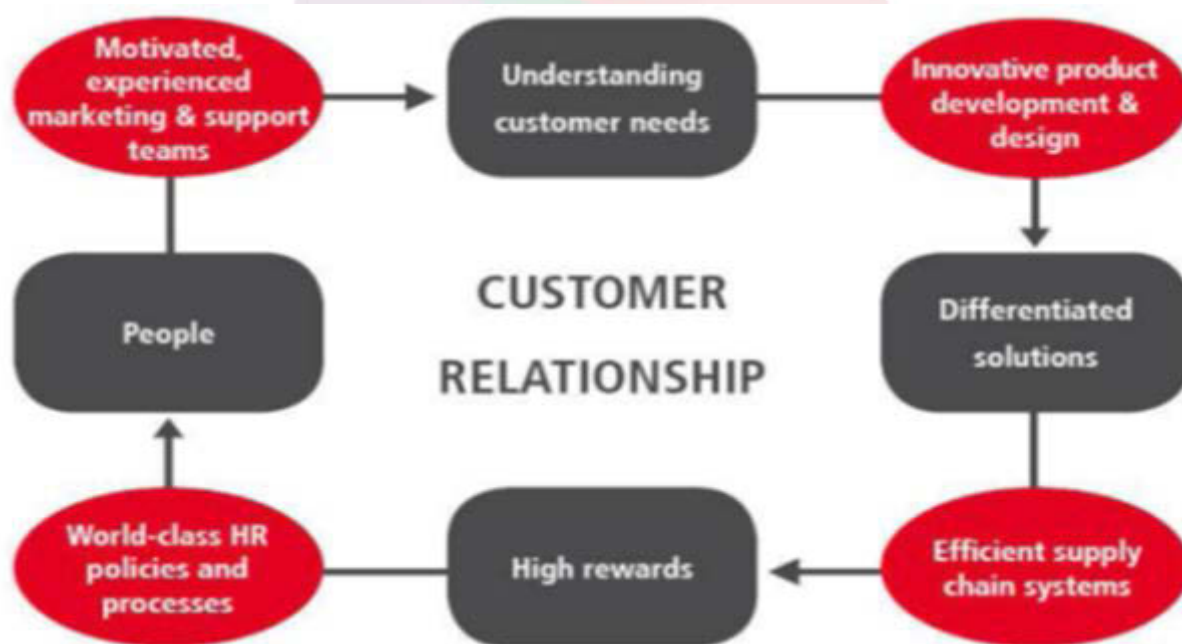 Motivated,
experienced
marketing & support
teams
Understanding
customer needs
Innovative product
development &
design
People
CUSTOMER
RELATIONSHIP
Differentiated
solutions
World-class HR
policies and
processes
High rewards
Efficient supply
chain systems